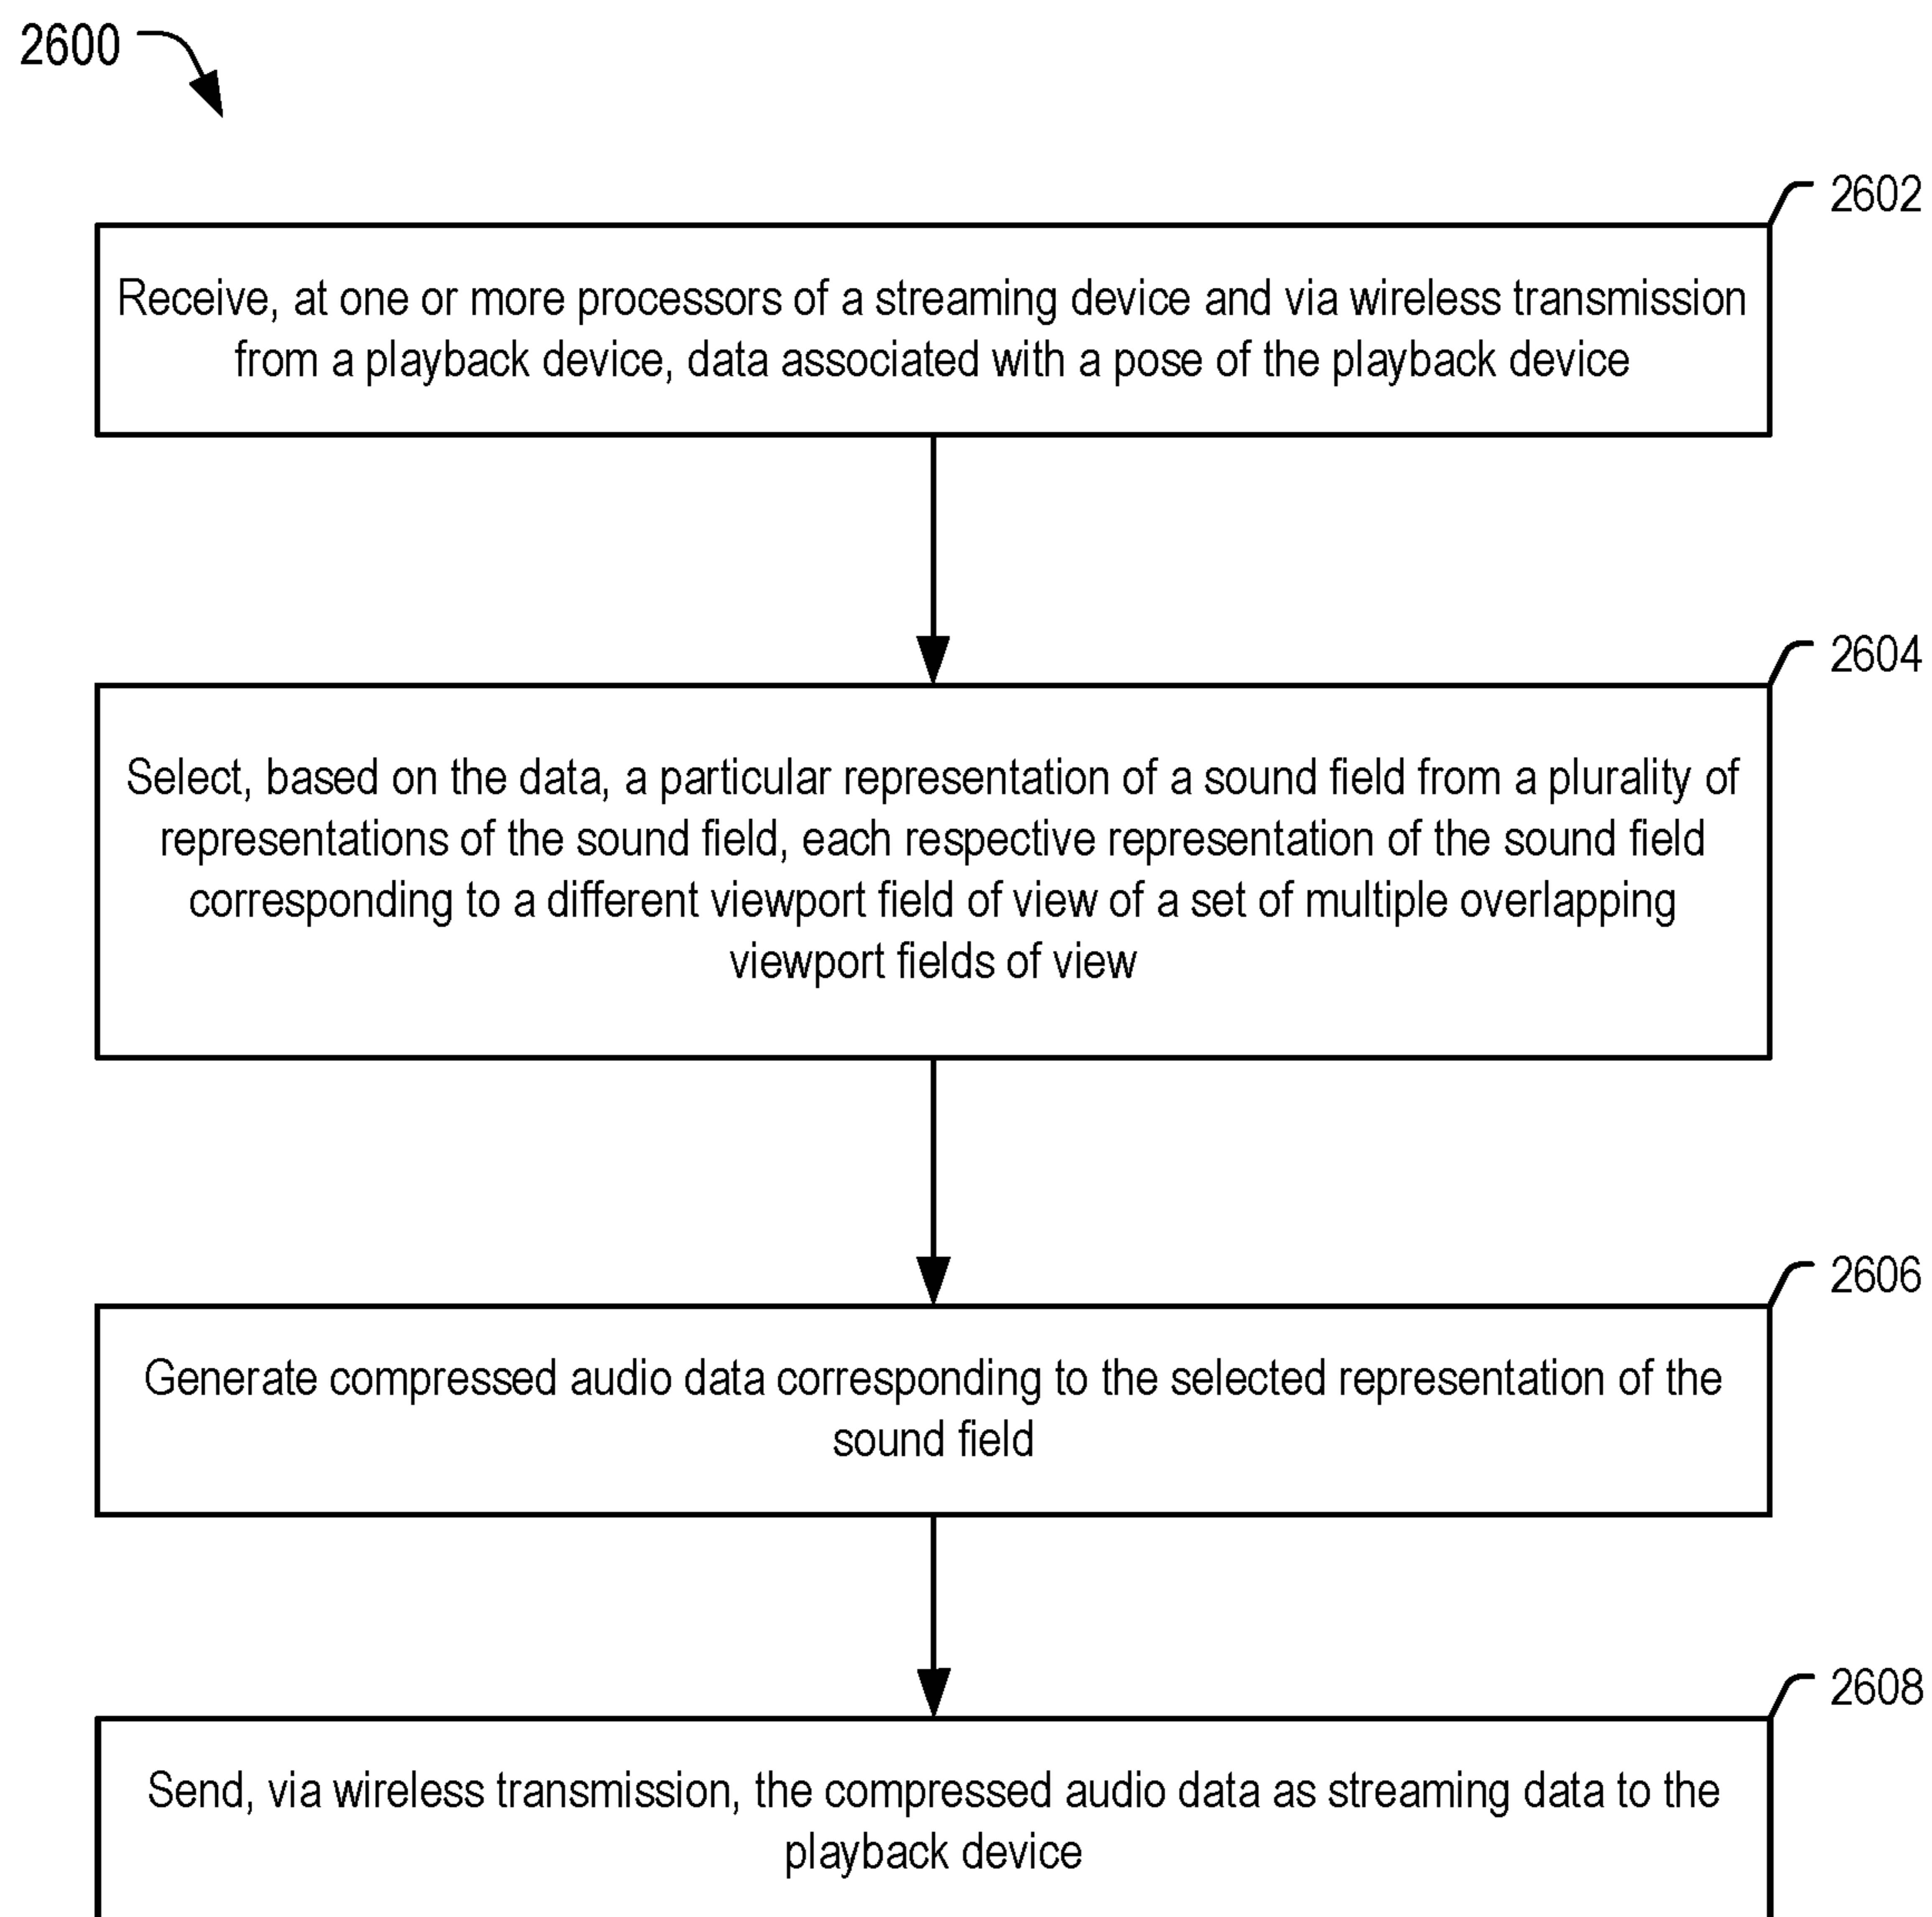 2600
2602
Receive, at one or more processors of a streaming device and via wireless transmission
from a playback device, data associated with a pose of the playback device
2604
Select, based on the data, a particular representation of a sound field from a plurality of
representations of the sound field, each respective representation of the sound field
corresponding to a different viewport field of view of a set of multiple overlapping
viewport fields of view
2606
Generate compressed audio data corresponding to the selected representation of the
sound field
2608
Send, via wireless transmission, the compressed audio data as streaming data to the
playback device